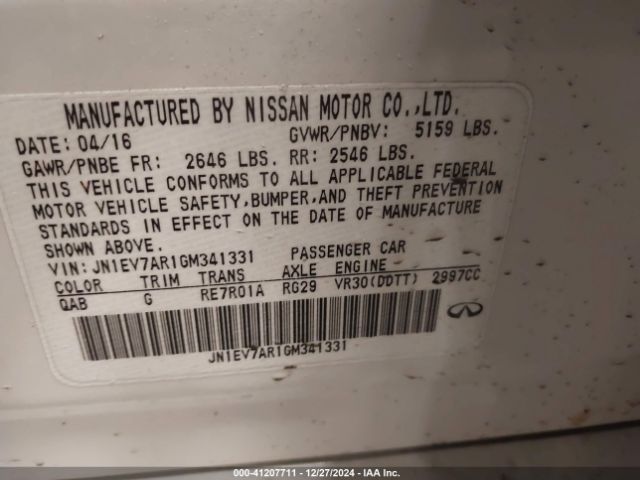 MANUFACTURED BY NISSAN MOTOR CO.,LTD.
DATE: 04/16 GVWR/PNBV: 5159 LBS.
GAWR/PNBE FR: 2646 LBS. RR: 2546 LBS.
THIS VEHICLE CONFORMS TO ALL APPLICABLE FEDERAL
MOTOR VEHICLE SAFETY,BUMPER,AND THEFT PREVENTION
STANDARDS IN EFFECT ON THE DATE OF MANUFACTURE
SHOWN ABOVE.
VIN: JN1EV7AR1GM341331 PASSENGER CAR
COLOR TRIM TRANS AXLE ENGINE
QAB G RE7R01A RG29 VR30(DDTT) 2997CC
JN1EV7AR1GM341331
INFINITI
000-41207711 - 12/27/2024 - IAA Inc.